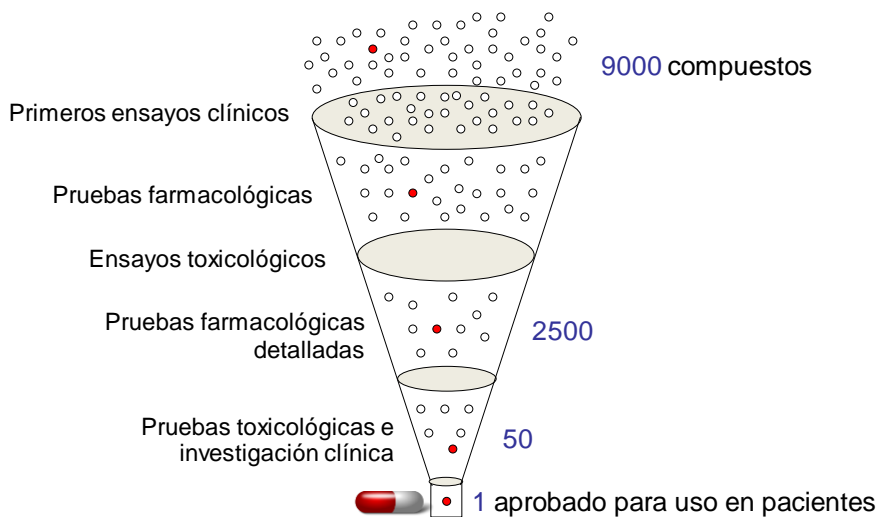 9000 compuestos
Primeros ensayos clínicos
Pruebas farmacológicas
Ensayos toxicológicos
Pruebas farmacológicas
detalladas
2500
Pruebas toxicológicas e
investigación clínica
50
1 aprobado para uso en pacientes